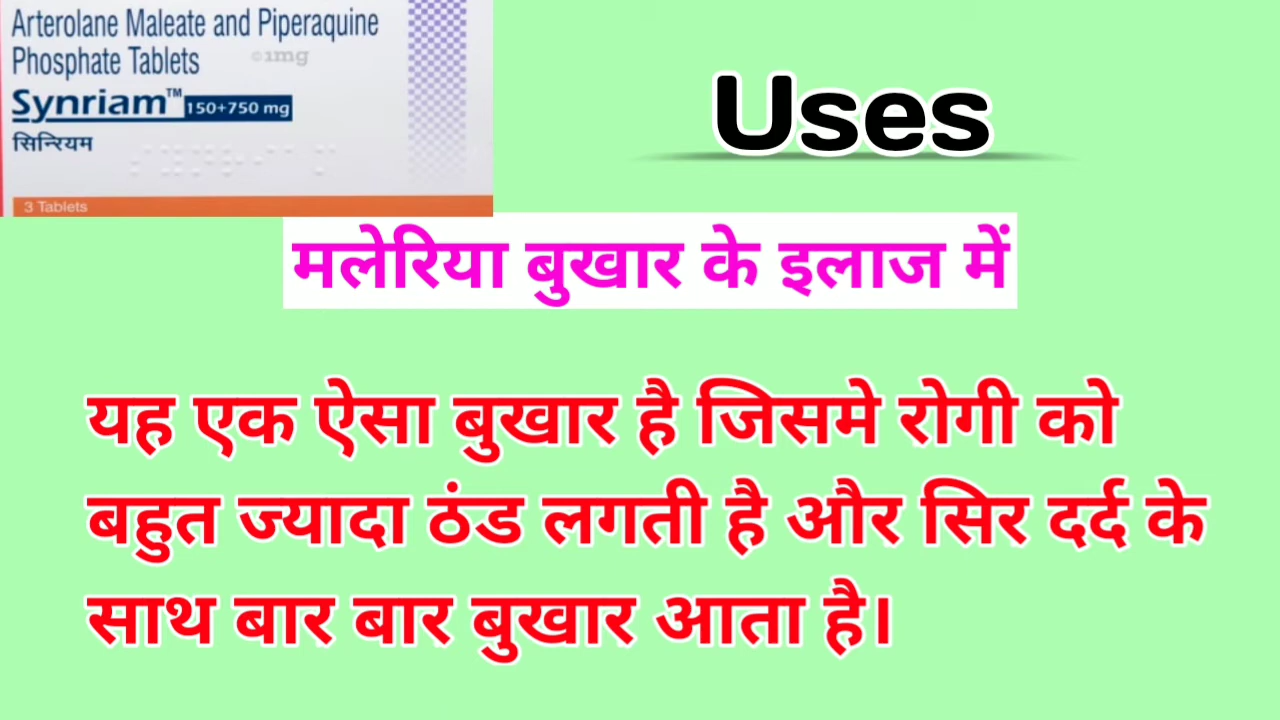 Arterolane Maleate and Piperaquine
Phosphate Tablets
©1mg
Synriam™ 150+750 mg
सिन्रियम
3 Tablets
Uses
मलेरिया बुखार के इलाज में
यह एक ऐसा बुखार है जिसमे रोगी को
बहुत ज्यादा ठंड लगती है और सिर दर्द के
साथ बार बार बुखार आता है।